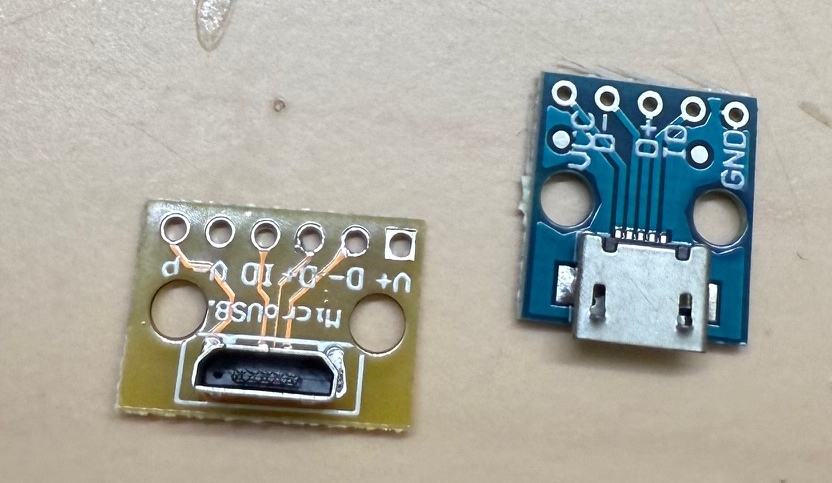 MicroUSB.
V+ D- D+ ID V- P
VCC
D-
D+
ID
GND